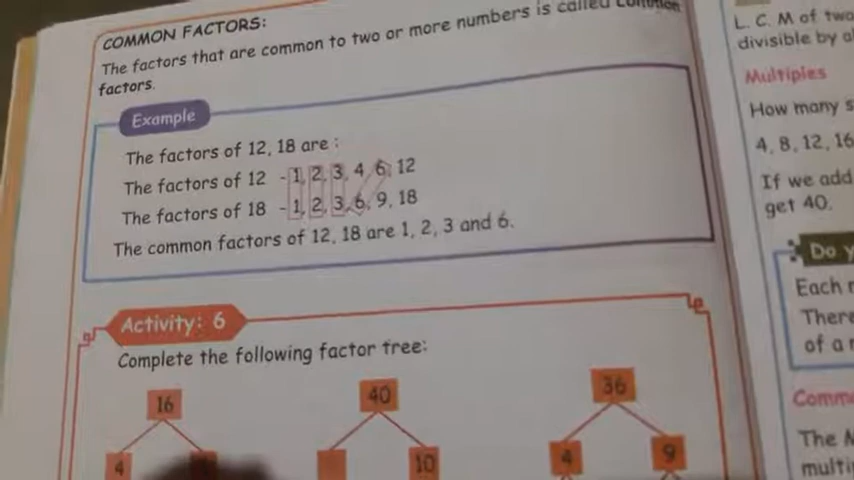 COMMON FACTORS:
The factors that are common to two or more numbers is called common
factors.
Example
The factors of 12, 18 are :
The factors of 12 - 1, 2, 3, 4, 6, 12
The factors of 18 - 1, 2, 3, 6, 9, 18
The common factors of 12, 18 are 1, 2, 3 and 6.
Activity: 6
Complete the following factor tree:
16 40 36
4 10 4 9
L. C. M of two
divisible by
Multiples
How many
4, 8, 12, 16
If we add
get 40.
Do
Each
There
of a
The